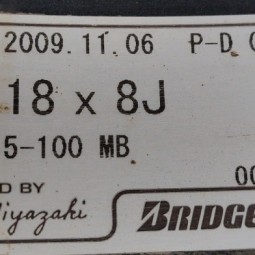 2009.11.06 P-D
18 x 8J
5-100 MB
D BY 00
Miyazaki BRIDGE